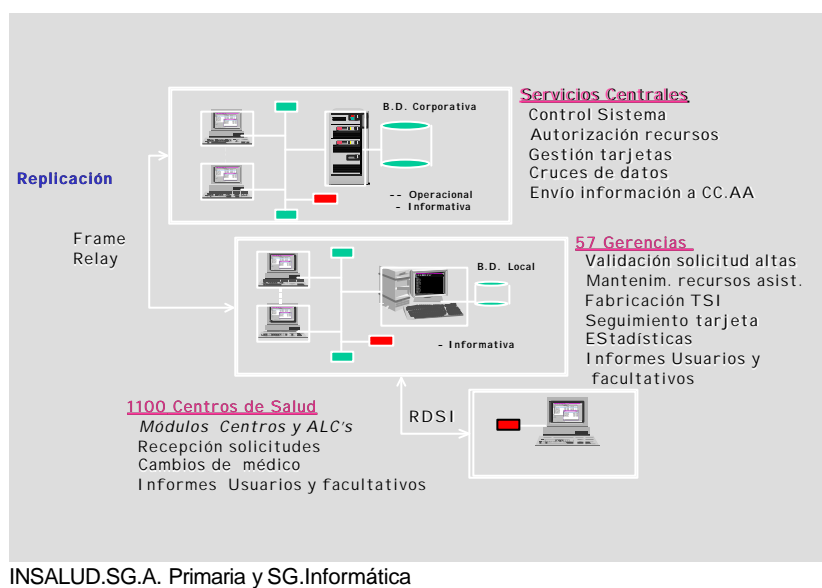 B.D. Corporativa
-- Operacional
- Informativa
Servicios Centrales
Control Sistema
Autorización recursos
Gestión tarjetas
Cruces de datos
Envío información a CC.AA
Replicación
Frame
Relay
B.D. Local
- Informativa
57 Gerencias
Validación solicitud altas
Mantenim. recursos asist.
Fabricación TSI
Seguimiento tarjeta
EStadísticas
Informes Usuarios y
facultativos
1100 Centros de Salud
Módulos Centros y ALC's
Recepción solicitudes
Cambios de médico
Informes Usuarios y facultativos
RDSI
INSALUD.SG.A. Primaria y SG.Informática